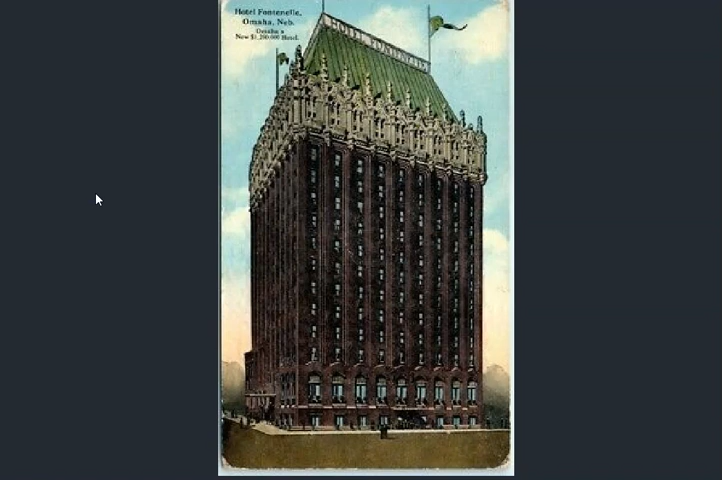 Hotel Fontenelle,
Omaha, Neb.
Omaha's
New $1,200,000 Hotel.
HOTEL FONTENELLE